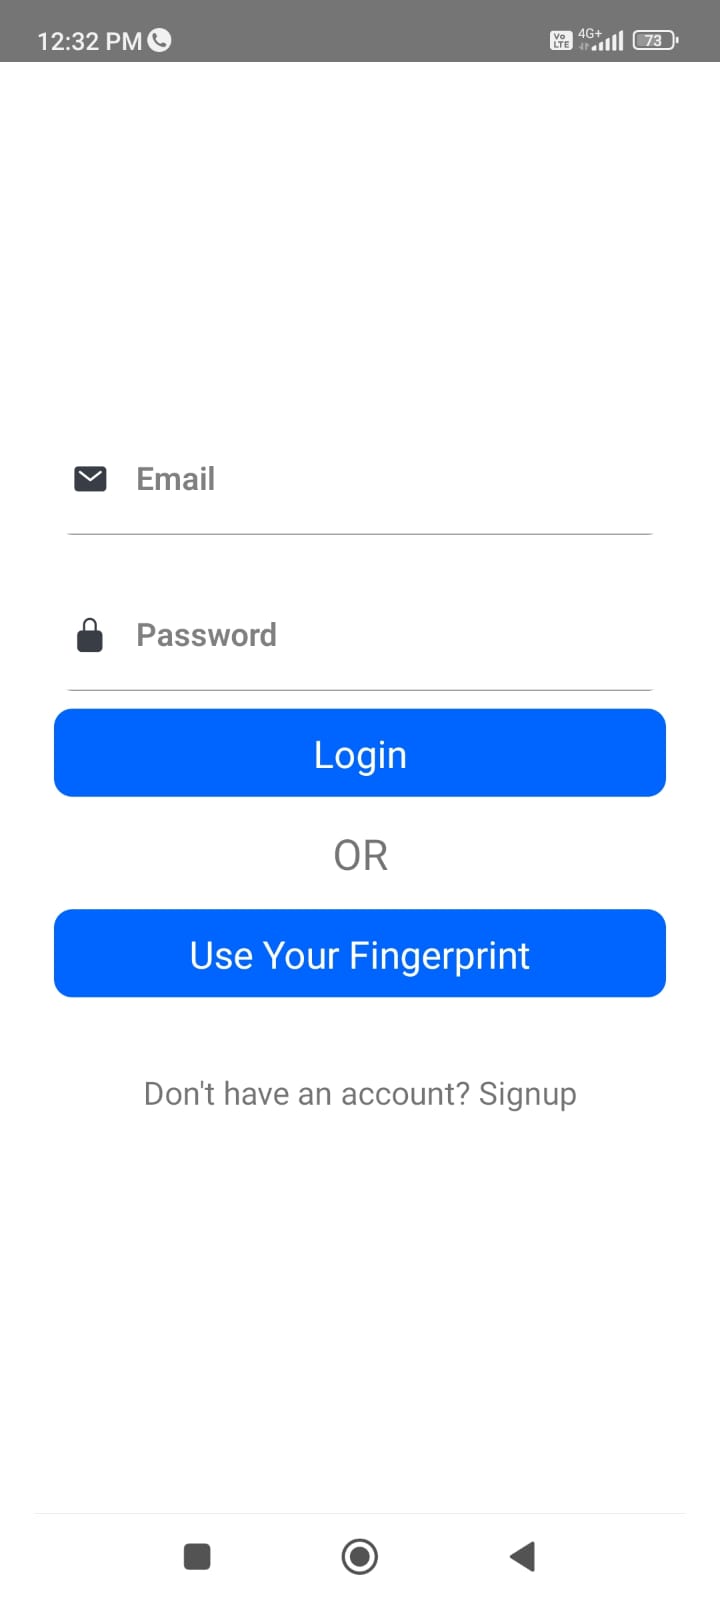 12:32 PM
Vo LTE 4G+ 73
Email
Password
Login
OR
Use Your Fingerprint
Don't have an account? Signup